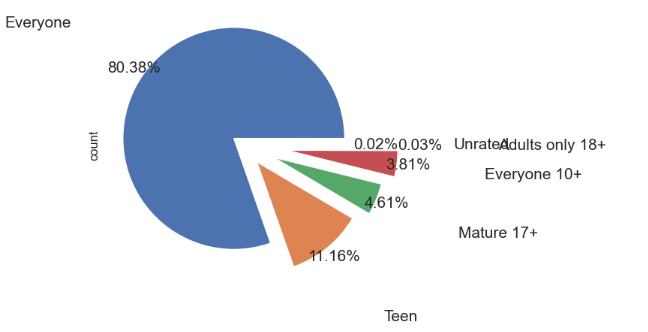 Everyone
80.38%
count
0.02%
0.03%
Unrated
Adults only 18+
3.81%
Everyone 10+
4.61%
Mature 17+
11.16%
Teen